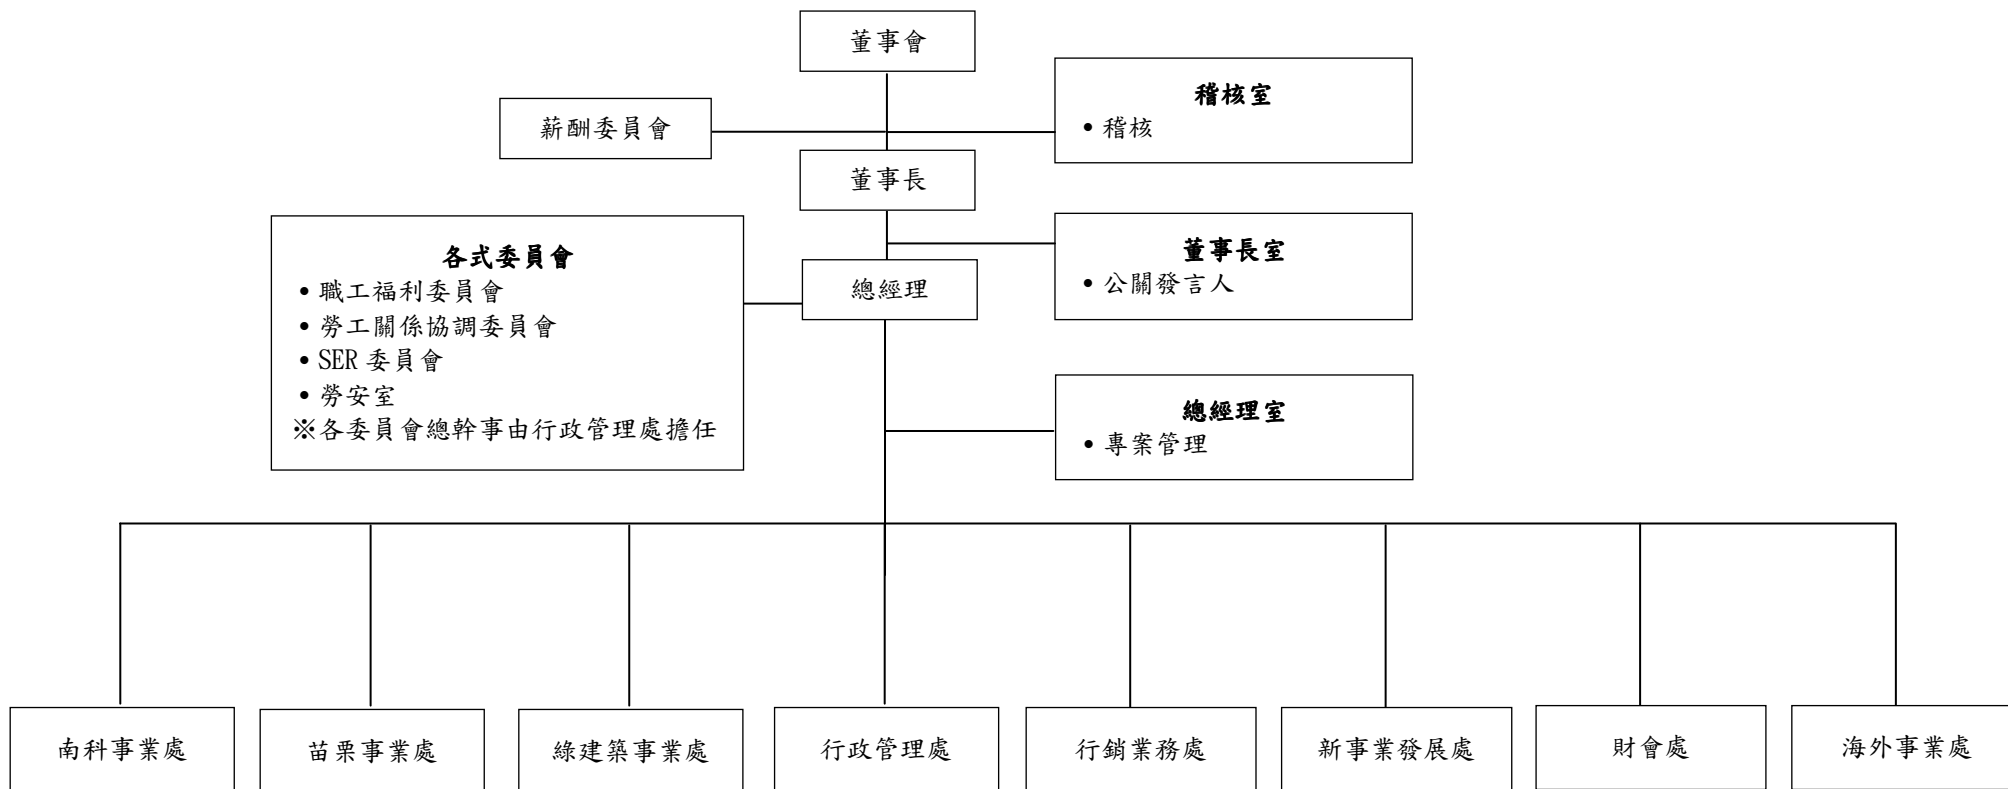 董事會
薪酬委員會
稽核室
•稽核
董事長
各式委員會
•職工福利委員會
•勞工關係協調委員會
•SER 委員會
•勞安室
※各委員會總幹事由行政管理處擔任
董事長室
•公關發言人
總經理
總經理室
•專案管理
南科事業處
苗栗事業處
綠建築事業處
行政管理處
行銷業務處
新事業發展處
財會處
海外事業處